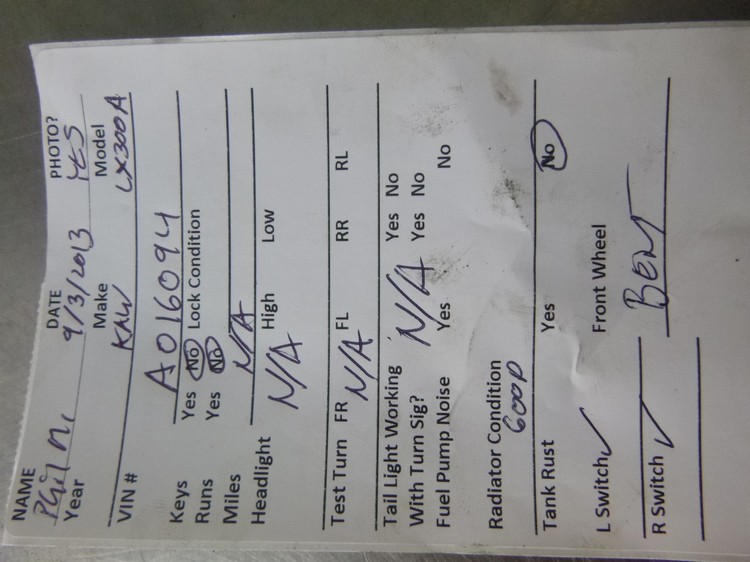 NAME DATE PHOTO?
Phil M. 9/3/2013 YES
Year Make Model
KAW LX300A
VIN # A016094
Keys Yes No Lock Condition
Runs Yes No
Miles N/A
Headlight N/A High Low
Test Turn FR N/A FL RR RL
Tail Light Working Yes No
With Turn Sig? N/A Yes No
Fuel Pump Noise Yes No
Radiator Condition
GOOD
Tank Rust Yes No
L Switch ✓ Front Wheel
R Switch ✓ BENT